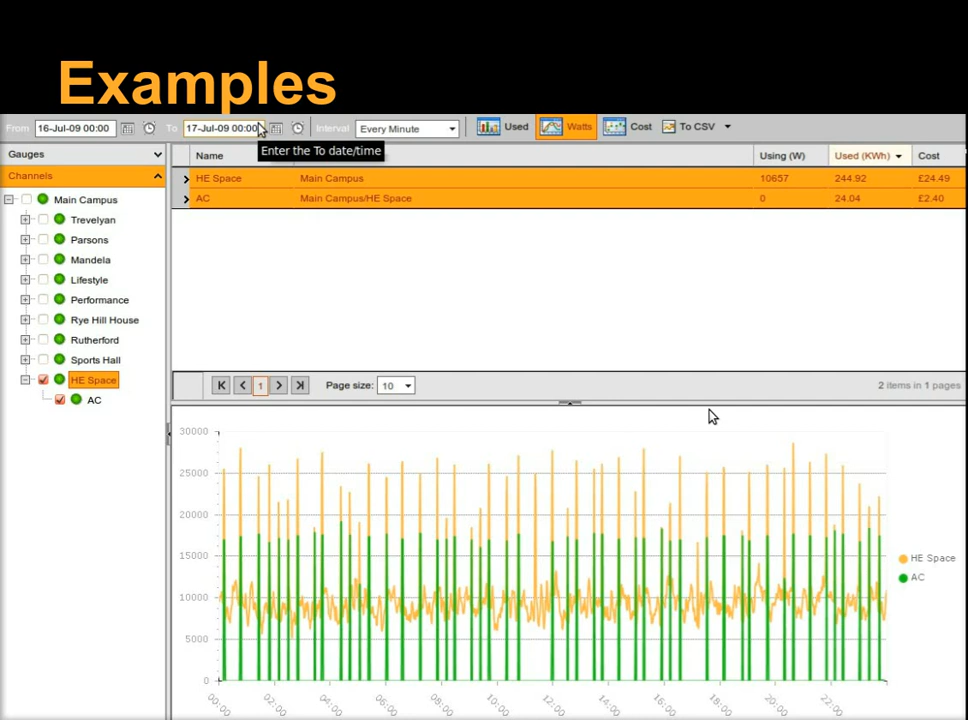 Examples
From 16-Jul-09 00:00 To 17-Jul-09 00:00 Interval Every Minute Used Watts Cost To CSV
Enter the To date/time
Gauges
Channels
Main Campus
Trevelyan
Parsons
Mandela
Lifestyle
Performance
Rye Hill House
Rutherford
Sports Hall
HE Space
AC
Name Using (W) Used (KWh) Cost
HE Space Main Campus 10657 244.92 £24.49
AC Main Campus/HE Space 0 24.04 £2.40
1 Page size: 10 2 items in 1 pages
30000
25000
20000
15000
10000
5000
0
00:00 02:00 04:00 06:00 08:00 10:00 12:00 14:00 16:00 18:00 20:00 22:00
HE Space
AC